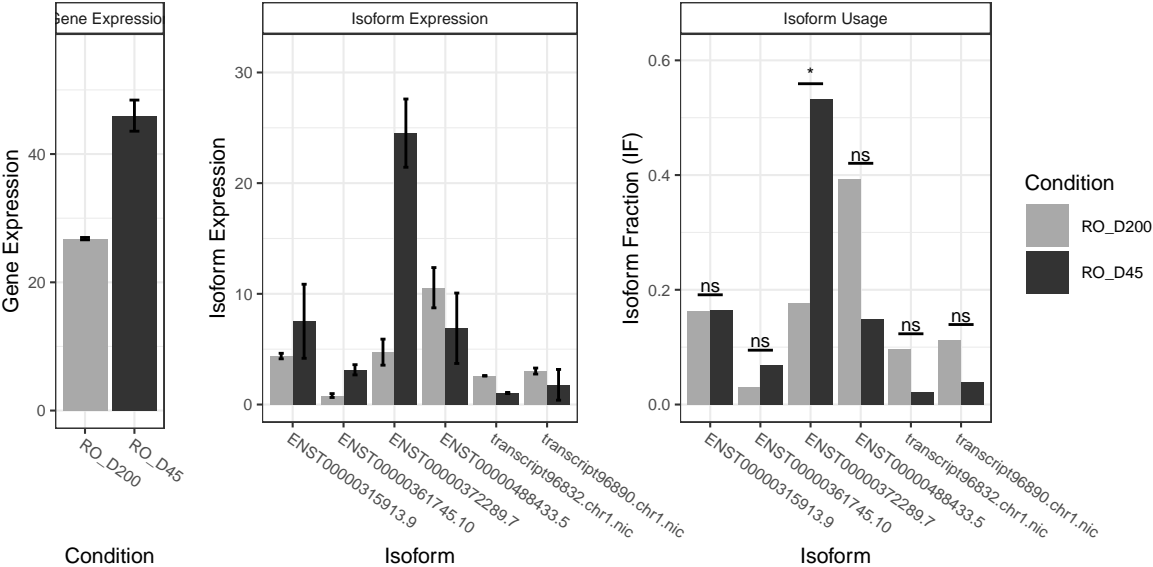 Gene Expression
Isoform Expression
Isoform Usage
Gene Expression
40
20
0
RO_D200
RO_D45
Condition
Isoform Expression
30
20
10
0
ENST00000315913.9
ENST00000361745.10
ENST00000372289.7
ENST00000488433.5
transcript96832.chr1.nic
transcript96890.chr1.nic
Isoform
Isoform Fraction (IF)
0.6
0.4
0.2
0.0
ns
ns
*
ns
ns
ns
ENST00000315913.9
ENST00000361745.10
ENST00000372289.7
ENST00000488433.5
transcript96832.chr1.nic
transcript96890.chr1.nic
Isoform
Condition
RO_D200
RO_D45